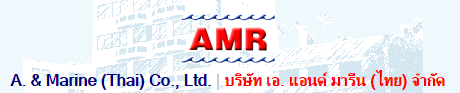 AMR
A. & Marine (Thai) Co., Ltd. | บริษัท เอ. แอนด์ มารีน (ไทย) จำกัด